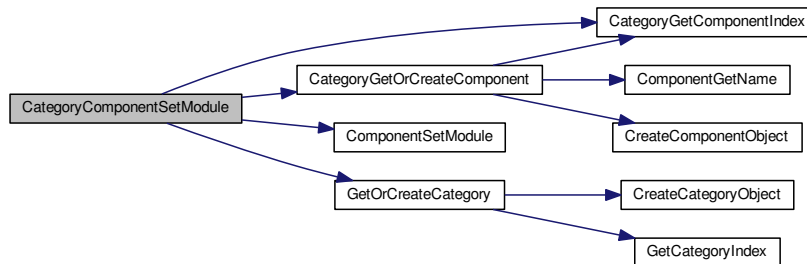 CategoryGetComponentIndex
CategoryGetOrCreateComponent
ComponentGetName
CategoryComponentSetModule
ComponentSetModule
CreateComponentObject
GetOrCreateCategory
CreateCategoryObject
GetCategoryIndex